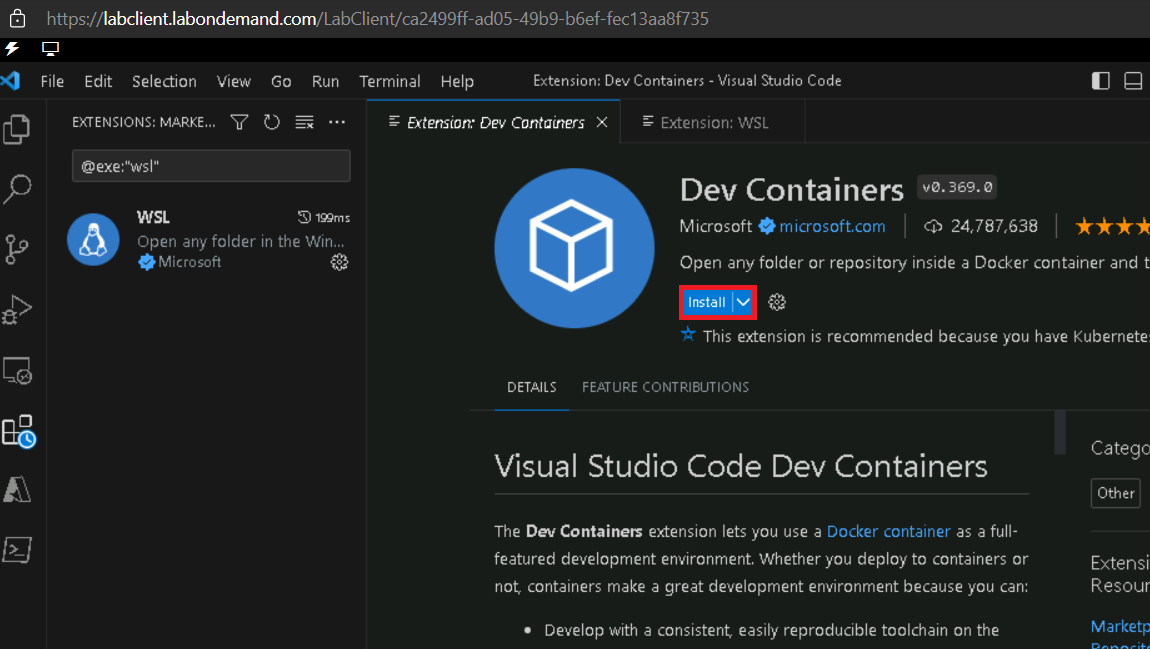 https://labclient.labondemand.com/LabClient/ca2499ff-ad05-49b9-b6ef-fec13aa8f735
File Edit Selection View Go Run Terminal Help Extension: Dev Containers - Visual Studio Code
EXTENSIONS: MARKE...
@exe:"wsl"
WSL 199ms
Open any folder in the Win...
Microsoft
Extension: Dev Containers Extension: WSL
Dev Containers v0.369.0
Microsoft microsoft.com 24,787,638
Open any folder or repository inside a Docker container and t
Install
This extension is recommended because you have Kubernete
DETAILS FEATURE CONTRIBUTIONS
Visual Studio Code Dev Containers
The Dev Containers extension lets you use a Docker container as a full-
featured development environment. Whether you deploy to containers or
not, containers make a great development environment because you can:
• Develop with a consistent, easily reproducible toolchain on the
Catego
Other
Extensi
Resour
Marketp